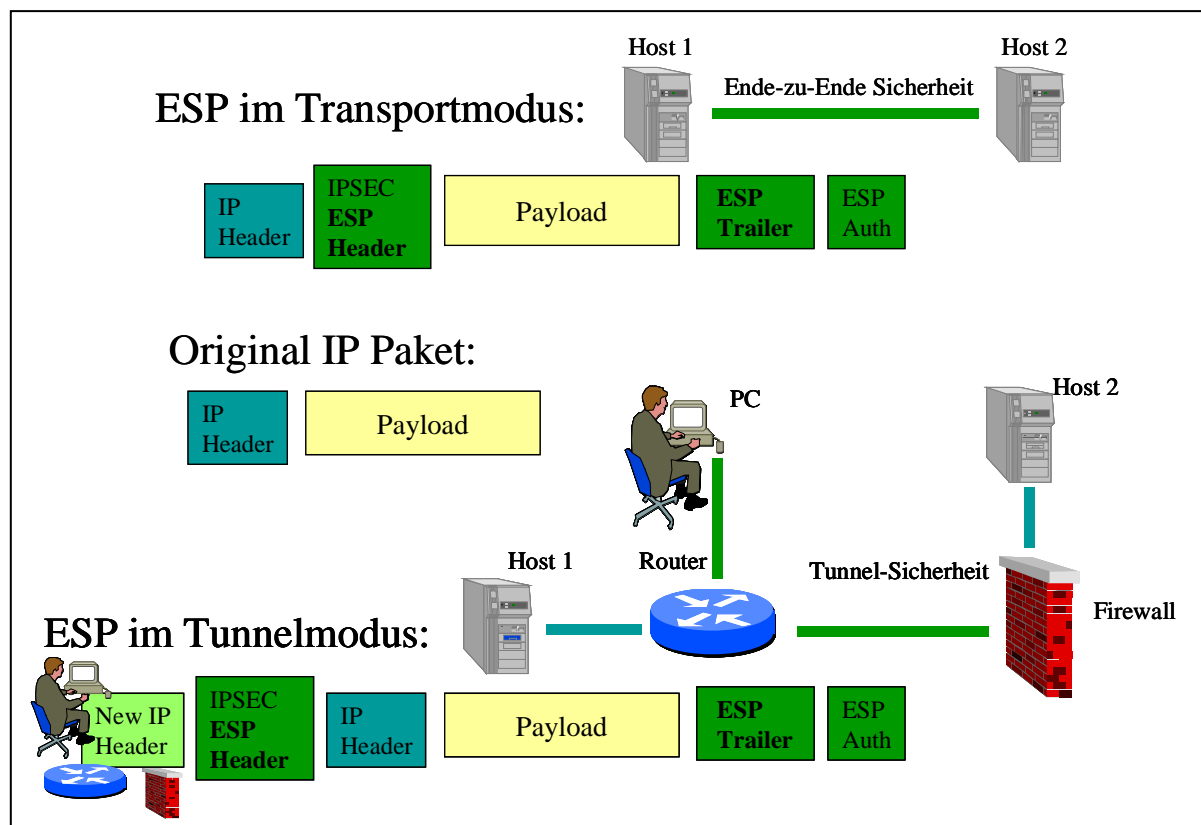 Host 1
Host 2
ESP im Transportmodus:
Ende-zu-Ende Sicherheit
IP
Header
IPSEC
ESP
Header
Payload
ESP
Trailer
ESP
Auth
Original IP Paket:
IP
Header
Payload
PC
Host 2
Host 1
Router
Tunnel-Sicherheit
Firewall
ESP im Tunnelmodus:
New IP
Header
IPSEC
ESP
Header
IP
Header
Payload
ESP
Trailer
ESP
Auth